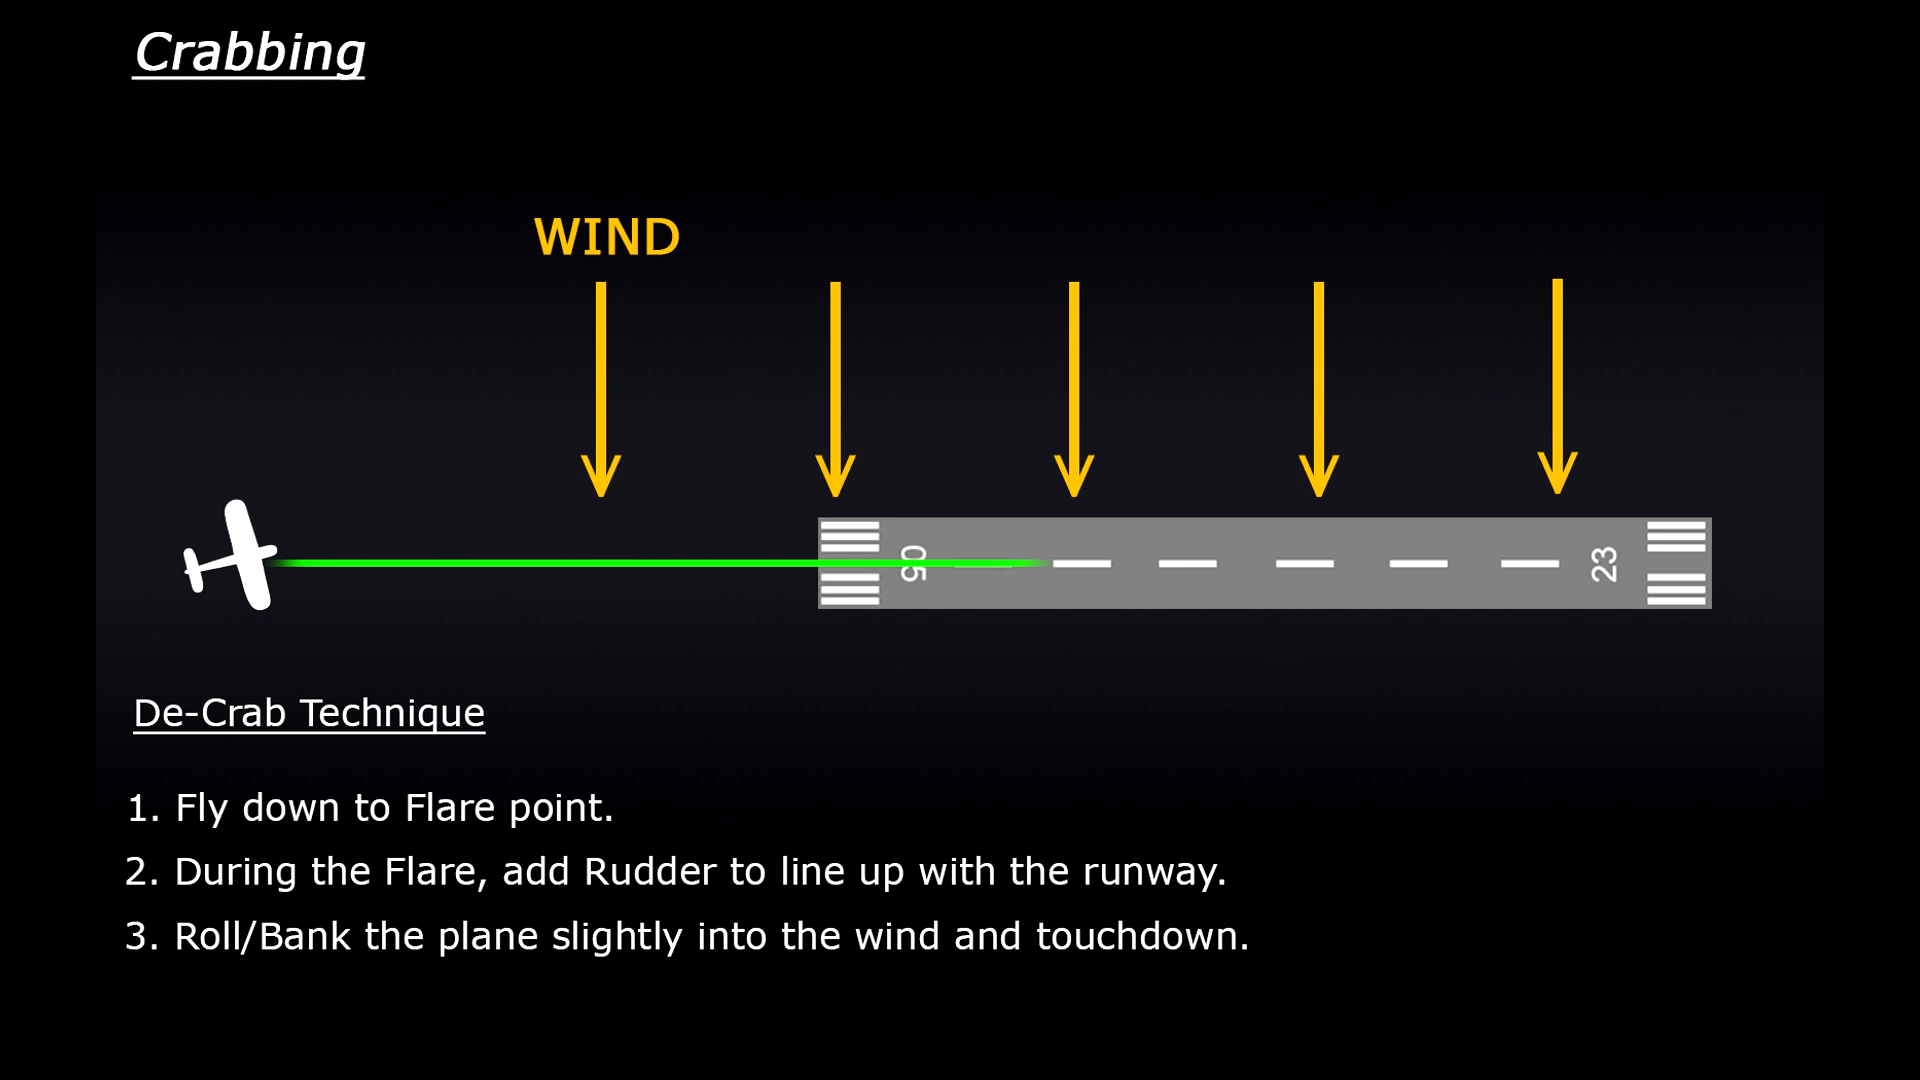 Crabbing
WIND
05
23
De-Crab Technique
1. Fly down to Flare point.
2. During the Flare, add Rudder to line up with the runway.
3. Roll/Bank the plane slightly into the wind and touchdown.